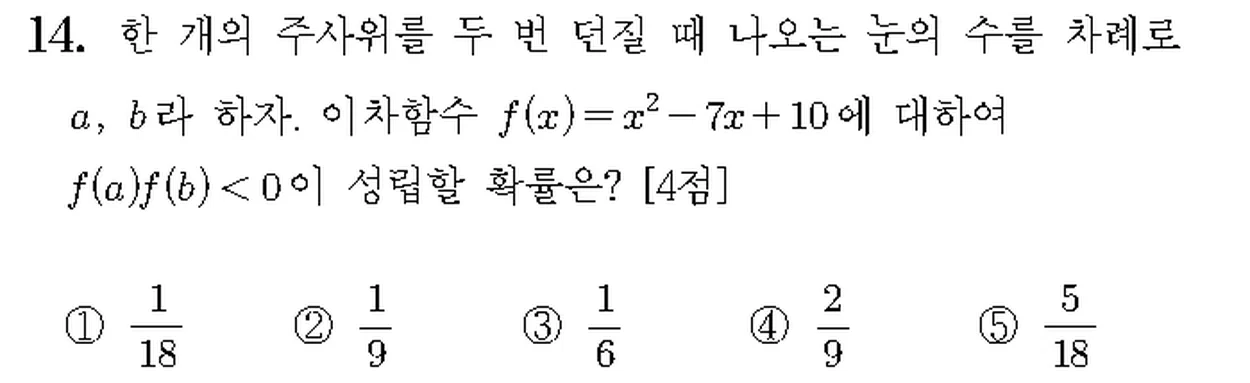 14. 한 개의 주사위를 두 번 던질 때 나오는 눈의 수를 차례로
a, b라 하자. 이차함수 f(x)=x²-7x+10에 대하여
f(a)f(b)<0이 성립할 확률은? [4점]
① 1/18 ② 1/9 ③ 1/6 ④ 2/9 ⑤ 5/18